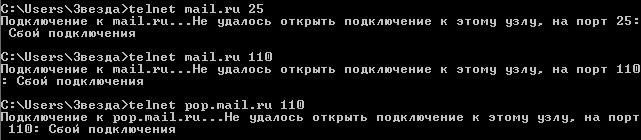 C:\Users\Звезда>telnet mail.ru 25
Подключение к mail.ru...Не удалось открыть подключение к этому узлу, на порт 25:
 Сбой подключения
C:\Users\Звезда>telnet mail.ru 110
Подключение к mail.ru...Не удалось открыть подключение к этому узлу, на порт 110
: Сбой подключения
C:\Users\Звезда>telnet pop.mail.ru 110
Подключение к pop.mail.ru...Не удалось открыть подключение к этому узлу, на порт
 110: Сбой подключения